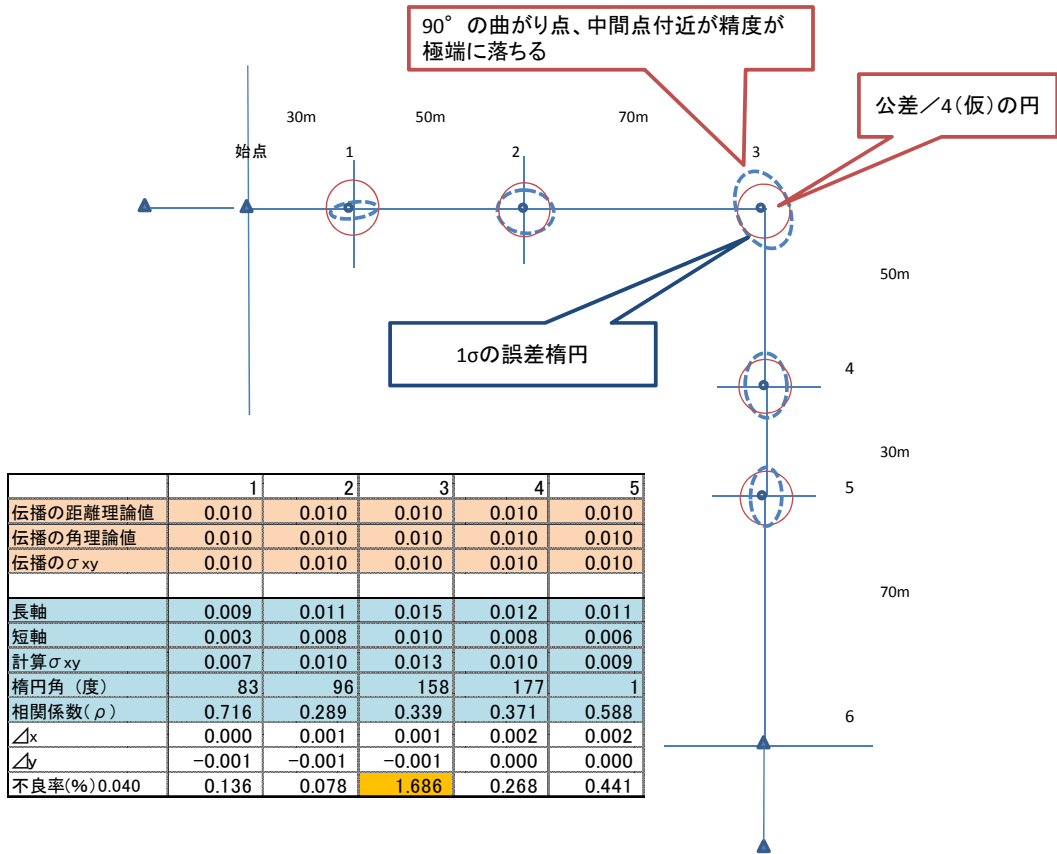 90°の曲がり点、中間点付近が精度が
極端に落ちる
公差/4(仮)の円
30m
50m
70m
始点
1
2
3
50m
1σの誤差楕円
4
30m
5
70m
6
1 2 3 4 5
伝播の距離理論値 0.010 0.010 0.010 0.010 0.010
伝播の角理論値 0.010 0.010 0.010 0.010 0.010
伝播のσxy 0.010 0.010 0.010 0.010 0.010
長軸 0.009 0.011 0.015 0.012 0.011
短軸 0.003 0.008 0.010 0.008 0.006
計算σxy 0.007 0.010 0.013 0.010 0.009
楕円角(度) 83 96 158 177 1
相関係数(ρ) 0.716 0.289 0.339 0.371 0.588
⊿x 0.000 0.001 0.001 0.002 0.002
⊿y -0.001 -0.001 -0.001 0.000 0.000
不良率(%)0.040 0.136 0.078 1.686 0.268 0.441